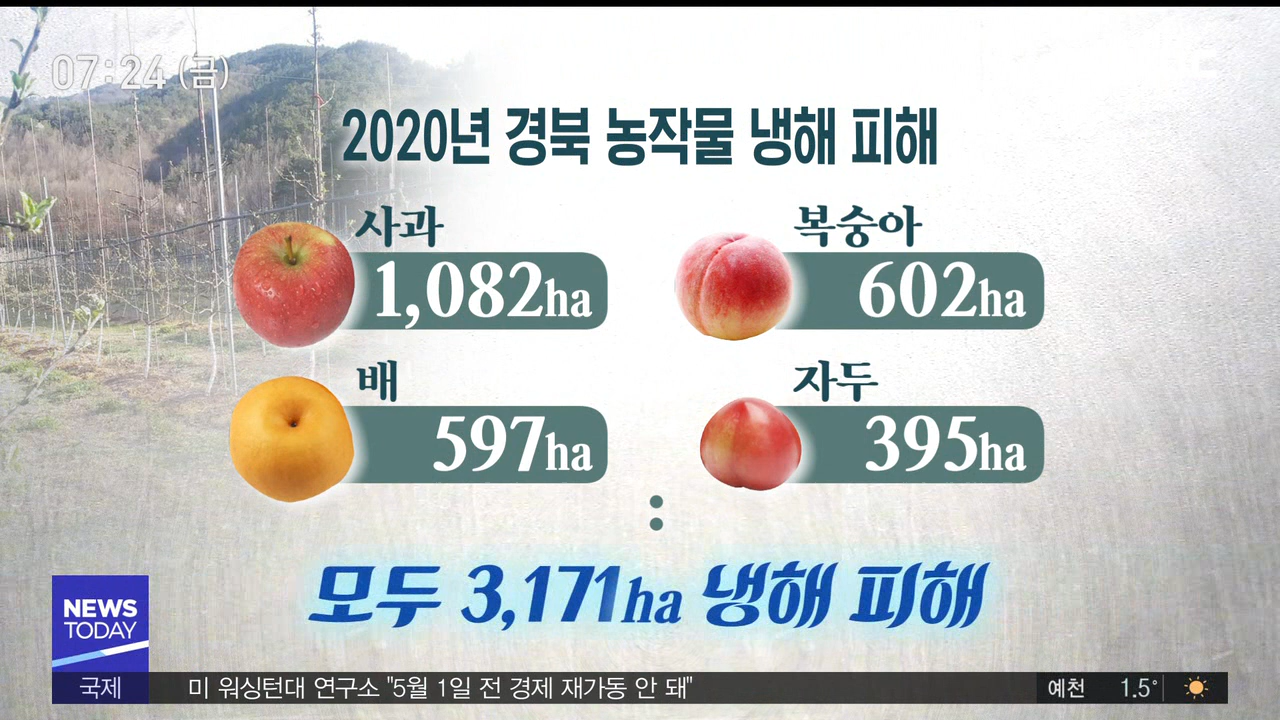 07:24 (금)
2020년 경북 농작물 냉해 피해
사과
1,082ha
복숭아
602ha
배
597ha
자두
395ha
:
모두 3,171ha 냉해 피해
NEWS
TODAY
국제
미 워싱턴대 연구소 "5월 1일 전 경제 재가동 안 돼"
예천 1.5°